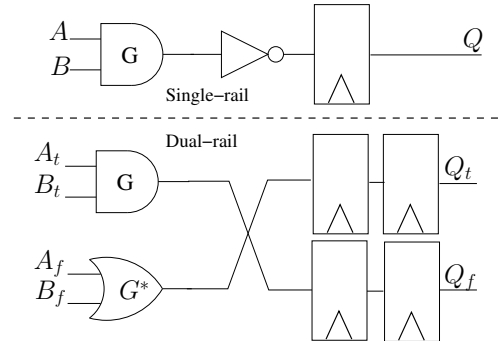 A
B
G
Q
Single-rail
Dual-rail
A_t
B_t
G
Q_t
A_f
B_f
G*
Q_f